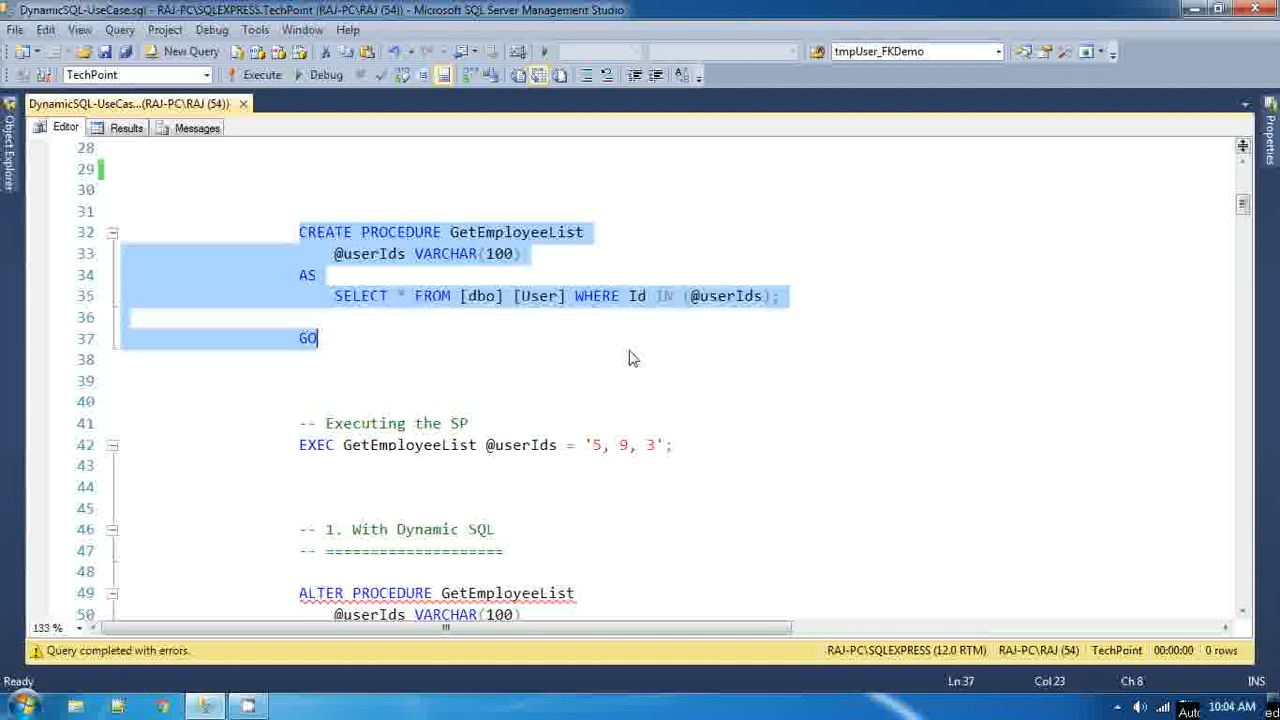 DynamicSQL-UseCase.sql - RAJ-PC\SQLEXPRESS.TechPoint (RAJ-PC\RAJ (54)) - Microsoft SQL Server Management Studio
File Edit View Query Project Debug Tools Window Help
New Query tmpUser_FKDemo
TechPoint Execute Debug
DynamicSQL-UseCas...(RAJ-PC\RAJ (54))
Object Explorer
Properties
Editor Results Messages
28
29
30
31
32 CREATE PROCEDURE GetEmployeeList
33 @userIds VARCHAR(100)
34 AS
35 SELECT * FROM [dbo] [User] WHERE Id IN (@userIds);
36
37 GO
38
39
40
41 -- Executing the SP
42 EXEC GetEmployeeList @userIds = '5, 9, 3';
43
44
45
46 -- 1. With Dynamic SQL
47 -- ====================
48
49 ALTER PROCEDURE GetEmployeeList
50 @userIds VARCHAR(100)
133 %
Query completed with errors. RAJ-PC\SQLEXPRESS (12.0 RTM) RAJ-PC\RAJ (54) TechPoint 00:00:00 0 rows
Ready Ln 37 Col 23 Ch 8 INS
10:04 AM